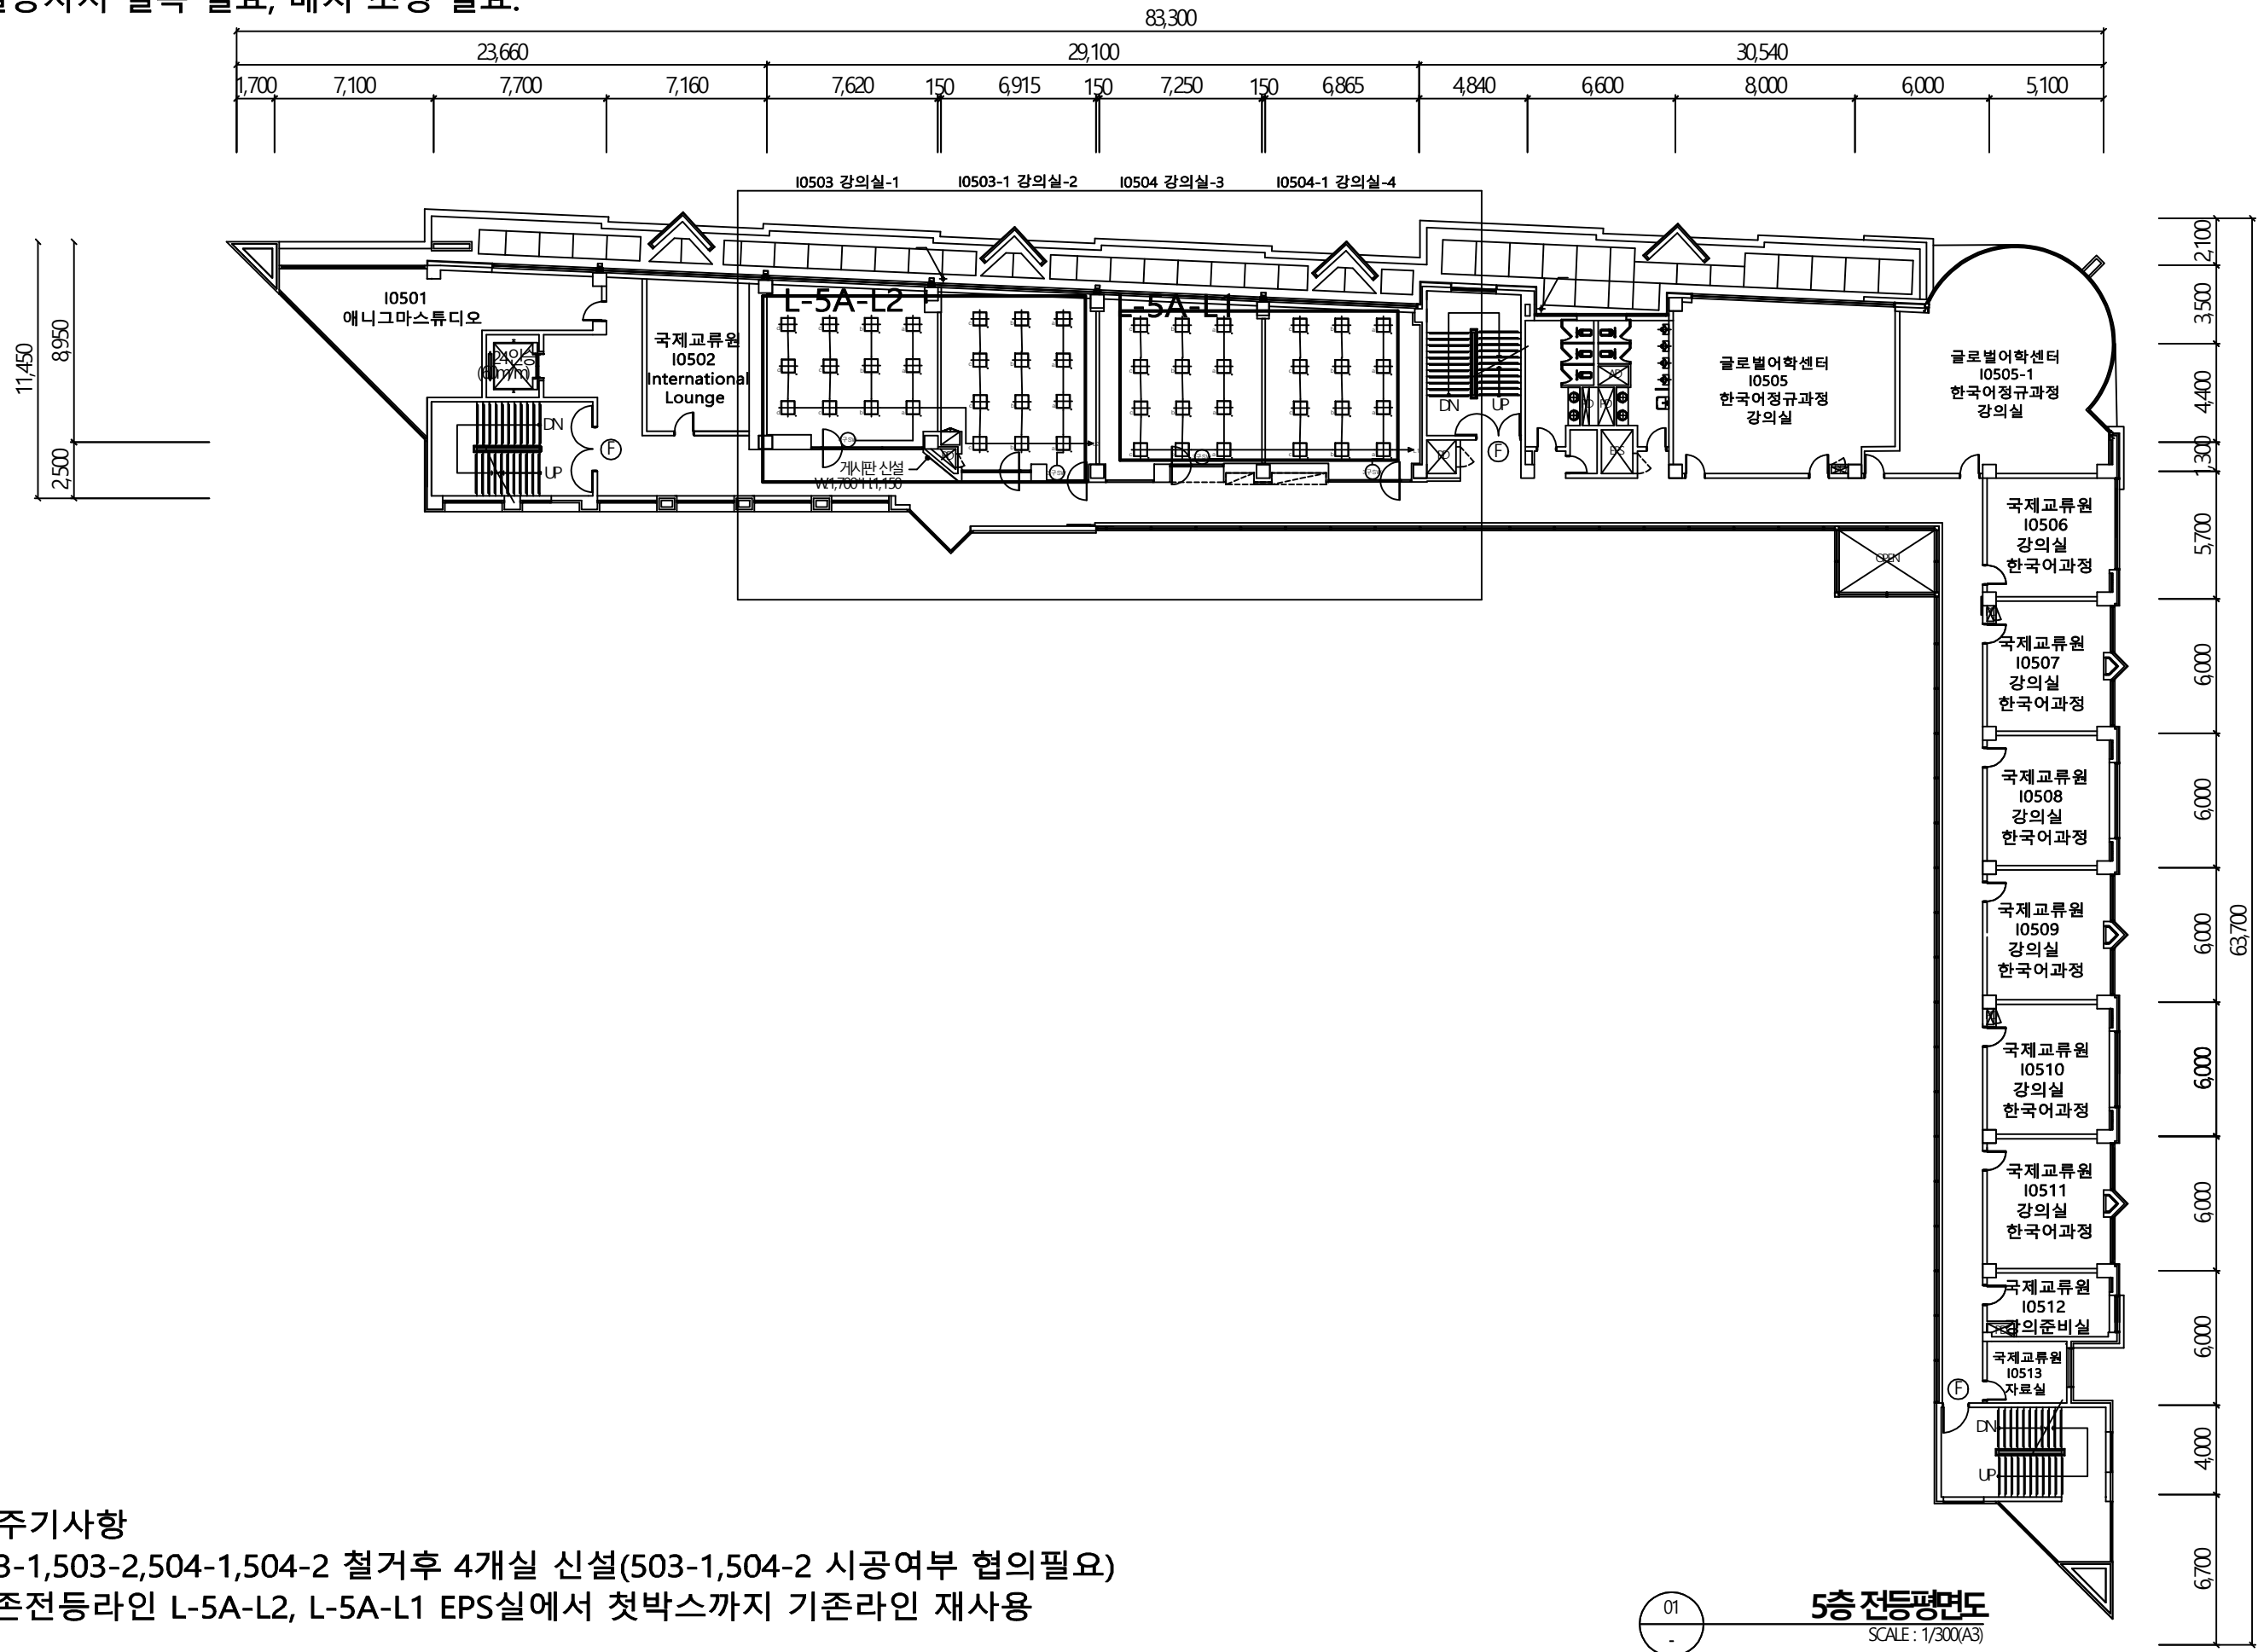 필요, 배치 조정 필요.
83,300
23,660 29,100 30,540
1,700 7,100 7,700 7,160 7,620 150 6,915 150 7,250 150 6,865 4,840 6,600 8,000 6,000 5,100
I0503 강의실-1 I0503-1 강의실-2 I0504 강의실-3 I0504-1 강의실-4
11,450
8,950
2,500
I0501
애니그마스튜디오
DN
UP
F
국제교류원
I0502
International
Lounge
L-5A-L2
L-5A-L1
게시판 신설
W:1,700*H:1,150
DN UP
F
글로벌어학센터
I0505
한국어정규과정
강의실
글로벌어학센터
I0505-1
한국어정규과정
강의실
OPEN
국제교류원
I0506
강의실
한국어과정
국제교류원
I0507
강의실
한국어과정
국제교류원
I0508
강의실
한국어과정
국제교류원
I0509
강의실
한국어과정
국제교류원
I0510
강의실
한국어과정
국제교류원
I0511
강의실
한국어과정
국제교류원
I0512
강의준비실
국제교류원
I0513
자료실
F
DN
UP
2,100
3,500
4,400
1,300
5,700
6,000
6,000
6,000
6,000
6,000
6,000
4,000
6,700
63,700
주기사항
3-1,503-2,504-1,504-2 철거후 4개실 신설(503-1,504-2 시공여부 협의필요)
존전등라인 L-5A-L2, L-5A-L1 EPS실에서 첫박스까지 기존라인 재사용
01
-
5층 전등평면도
SCALE : 1/300(A3)